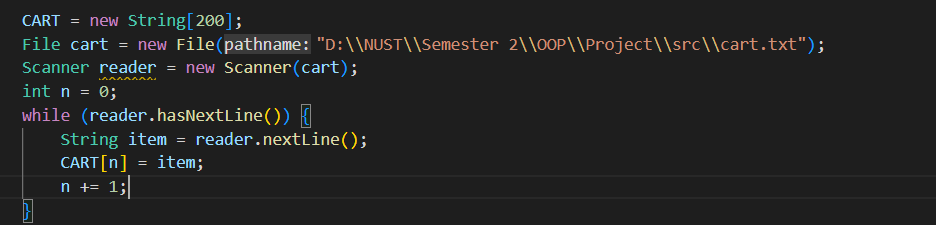 CART = new String[200];
File cart = new File(pathname: "D:\\NUST\\Semester 2\\OOP\\Project\\src\\cart.txt");
Scanner reader = new Scanner(cart);
int n = 0;
while (reader.hasNextLine()) {
    String item = reader.nextLine();
    CART[n] = item;
    n += 1;
}